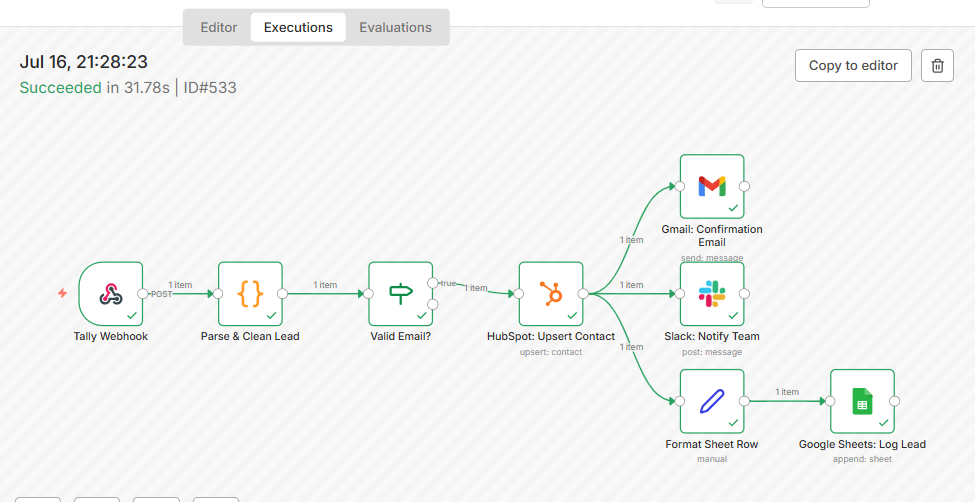 Editor Executions Evaluations
Jul 16, 21:28:23
Succeeded in 31.78s | ID#533
Copy to editor
Gmail: Confirmation
Email
send: message
1 item
POST
1 item
1 item
true
1 item
1 item
Tally Webhook
Parse & Clean Lead
Valid Email?
HubSpot: Upsert Contact
upsert: contact
Slack: Notify Team
post: message
1 item
1 item
Format Sheet Row
manual
Google Sheets: Log Lead
append: sheet